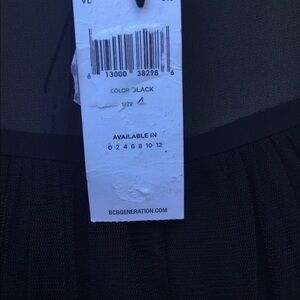 6 13000 38298 6
COLOR BLACK
SIZE 4
AVAILABLE IN
0 2 4 6 8 10 12
BCBGENERATION.COM